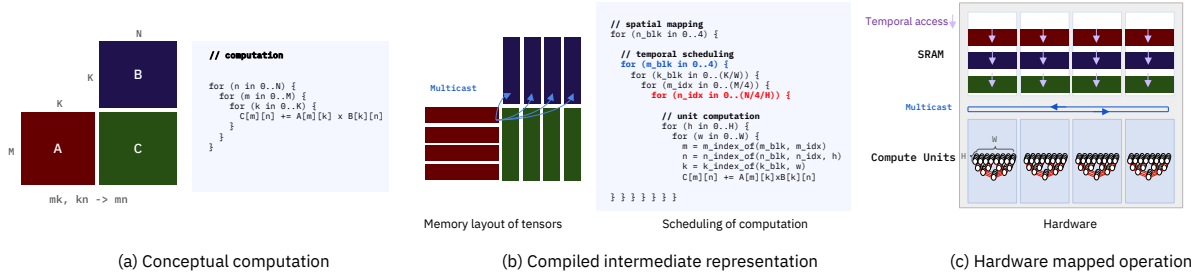 N
K
B
K
M
A
C
mk, kn -> mn
// computation
for (n in 0..N) {
for (m in 0..M) {
for (k in 0..K) {
C[m][n] += A[m][k] x B[k][n]
}
}
}
(a) Conceptual computation
Multicast
Memory layout of tensors
// spatial mapping
for (n_blk in 0..4) {
// temporal scheduling
for (m_blk in 0..4) {
for (k_blk in 0..(K/W) {
for (m_idx in 0..(M/4) {
for (n_idx in 0..(N/4/H) {
// unit computation
for (h in 0..H) {
for (w in 0..W) {
m = m_index_of(m_blk, m_idx)
n = n_index_of(n_blk, n_idx, h)
k = k_index_of(k_blk, w)
C[m][n] += A[m][k]xB[k][n]
} } } } } } }
Scheduling of computation
(b) Compiled intermediate representation
Temporal access
SRAM
Multicast
W
H
Compute Units
Hardware
(c) Hardware mapped operation